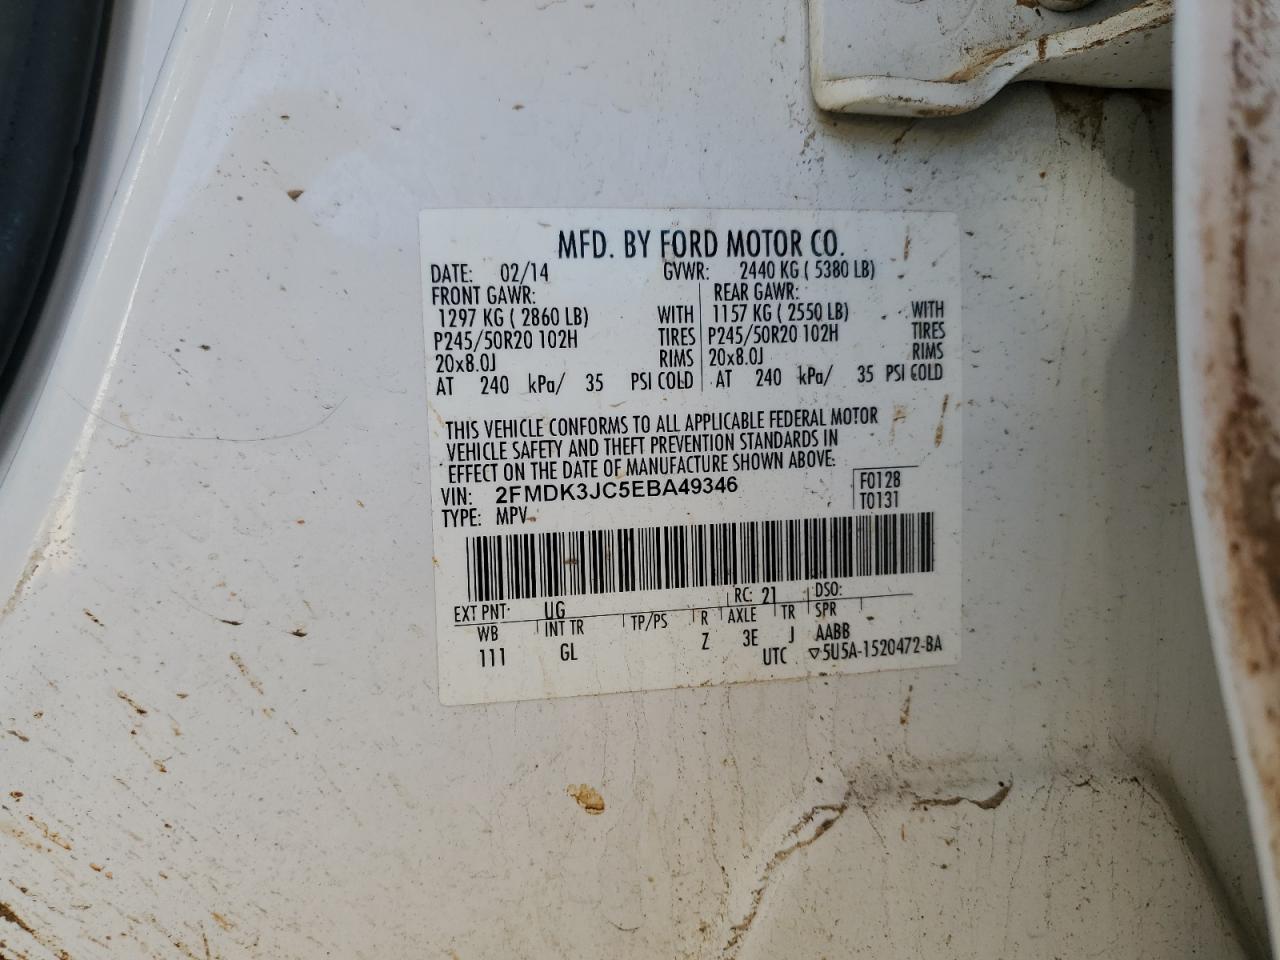 MFD. BY FORD MOTOR CO.
DATE: 02/14 GVWR: 2440 KG ( 5380 LB)
FRONT GAWR: REAR GAWR:
1297 KG ( 2860 LB) WITH 1157 KG ( 2550 LB) WITH
P245/50R20 102H TIRES P245/50R20 102H TIRES
20x8.0J RIMS 20x8.0J RIMS
AT 240 kPa/ 35 PSI COLD AT 240 kPa/ 35 PSI COLD
THIS VEHICLE CONFORMS TO ALL APPLICABLE FEDERAL MOTOR
VEHICLE SAFETY AND THEFT PREVENTION STANDARDS IN
EFFECT ON THE DATE OF MANUFACTURE SHOWN ABOVE.
VIN: 2FMDK3JC5EBA49346 F0128
TYPE: MPV T0131
EXT PNT: UG RC: 21 DSO:
WB INT TR TP/PS R AXLE TR SPR
111 GL Z 3E J AABB
UTC ▽5U5A-1520472-BA